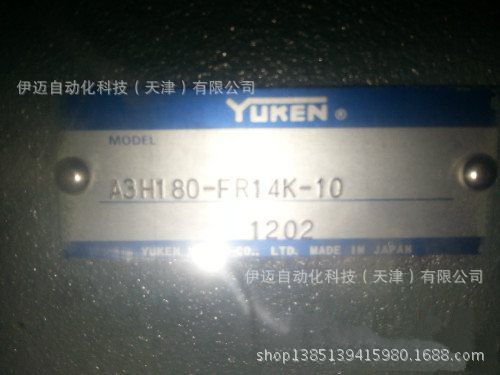 伊迈自动化科技（天津）有限公司
YUKEN ®
MODEL
A3H180-FR14K-10
1202
YUKEN CO., LTD. MADE IN JAPAN
伊迈自动化科技（天津）有限公司
shop1385139415980.1688.com